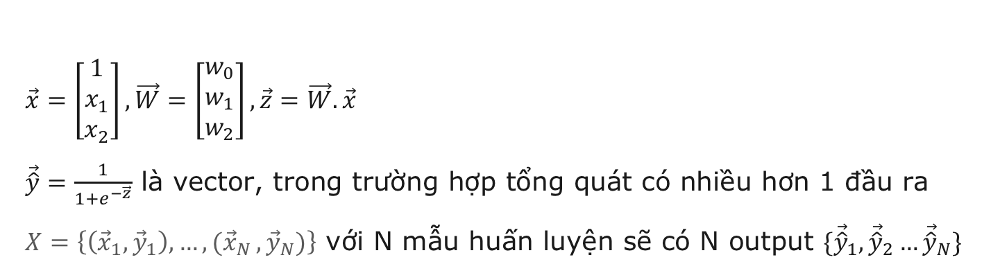 $\vec{x} = \begin{bmatrix} 1 \\ x_1 \\ x_2 \end{bmatrix}, \overrightarrow{W} = \begin{bmatrix} w_0 \\ w_1 \\ w_2 \end{bmatrix}, \vec{z} = \overrightarrow{W}.\vec{x}$
$\vec{\hat{y}} = \frac{1}{1+e^{-\vec{z}}}$ là vector, trong trường hợp tổng quát có nhiều hơn 1 đầu ra
$X = \{(\vec{x}_1, \vec{y}_1), \ldots, (\vec{x}_N, \vec{y}_N)\}$ với N mẫu huấn luyện sẽ có N output $\{\vec{\hat{y}}_1, \vec{\hat{y}}_2 \ldots \vec{\hat{y}}_N\}$